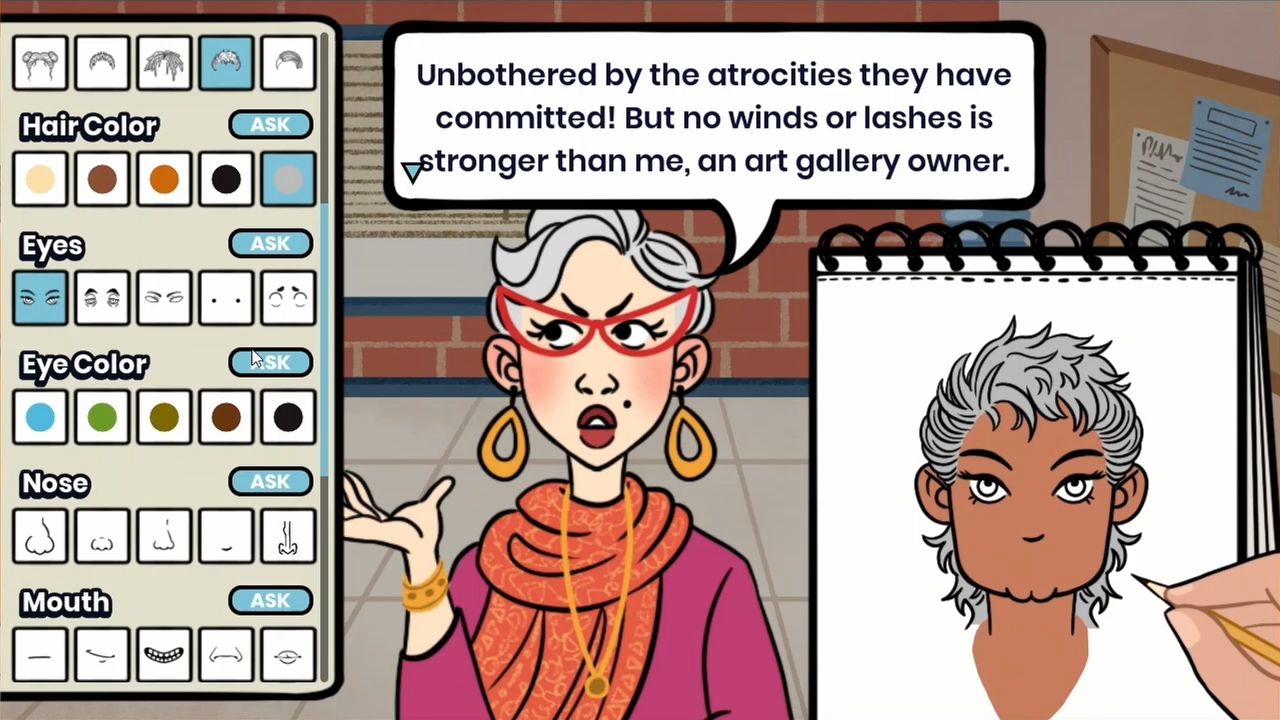 Unbothered by the atrocities they have
committed! But no winds or lashes is
stronger than me, an art gallery owner.
Hair Color ASK
Eyes ASK
Eye Color ASK
Nose ASK
Mouth ASK